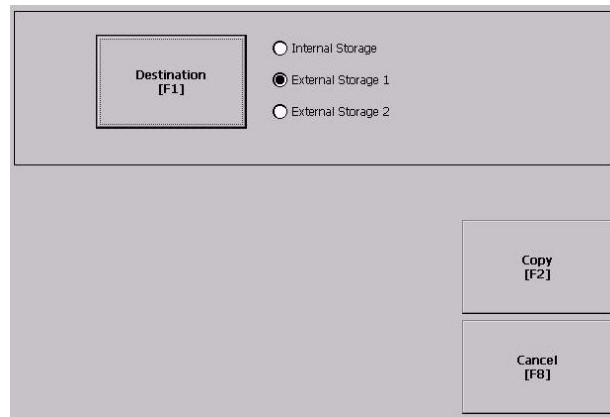 Destination
[F1]
Internal Storage
External Storage 1
External Storage 2
Copy
[F2]
Cancel
[F8]